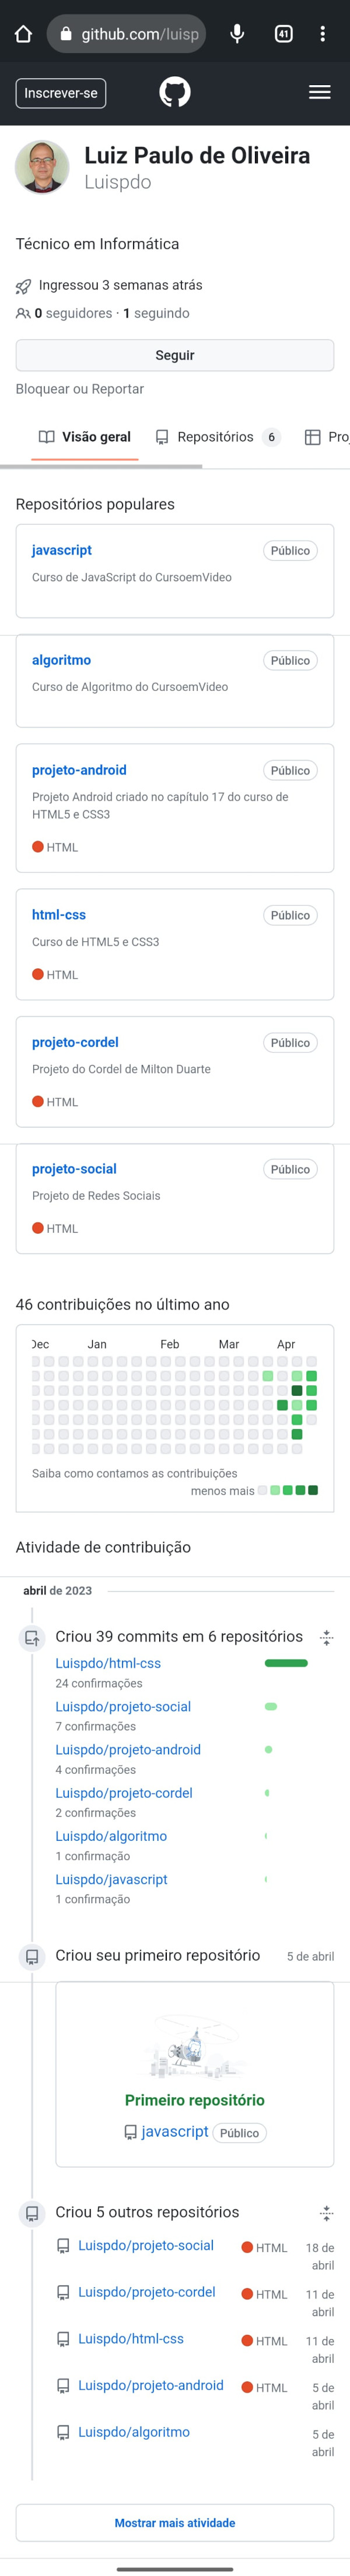 github.com/luisp
41
Inscrever-se
Luiz Paulo de Oliveira
Luispdo
Técnico em Informática
Ingressou 3 semanas atrás
0 seguidores · 1 seguindo
Seguir
Bloquear ou Reportar
Visão geral
Repositórios 6
Proj
Repositórios populares
javascript
Público
Curso de JavaScript do CursoemVideo
algoritmo
Público
Curso de Algoritmo do CursoemVideo
projeto-android
Público
Projeto Android criado no capítulo 17 do curso de
HTML5 e CSS3
HTML
html-css
Público
Curso de HTML5 e CSS3
HTML
projeto-cordel
Público
Projeto do Cordel de Milton Duarte
HTML
projeto-social
Público
Projeto de Redes Sociais
HTML
46 contribuições no último ano
Dec Jan Feb Mar Apr
Saiba como contamos as contribuições
menos mais
Atividade de contribuição
abril de 2023
Criou 39 commits em 6 repositórios
Luispdo/html-css
24 confirmações
Luispdo/projeto-social
7 confirmações
Luispdo/projeto-android
4 confirmações
Luispdo/projeto-cordel
2 confirmações
Luispdo/algoritmo
1 confirmação
Luispdo/javascript
1 confirmação
Criou seu primeiro repositório 5 de abril
Primeiro repositório
javascript Público
Criou 5 outros repositórios
Luispdo/projeto-social HTML 18 de
abril
Luispdo/projeto-cordel HTML 11 de
abril
Luispdo/html-css HTML 11 de
abril
Luispdo/projeto-android HTML 5 de
abril
Luispdo/algoritmo 5 de
abril
Mostrar mais atividade